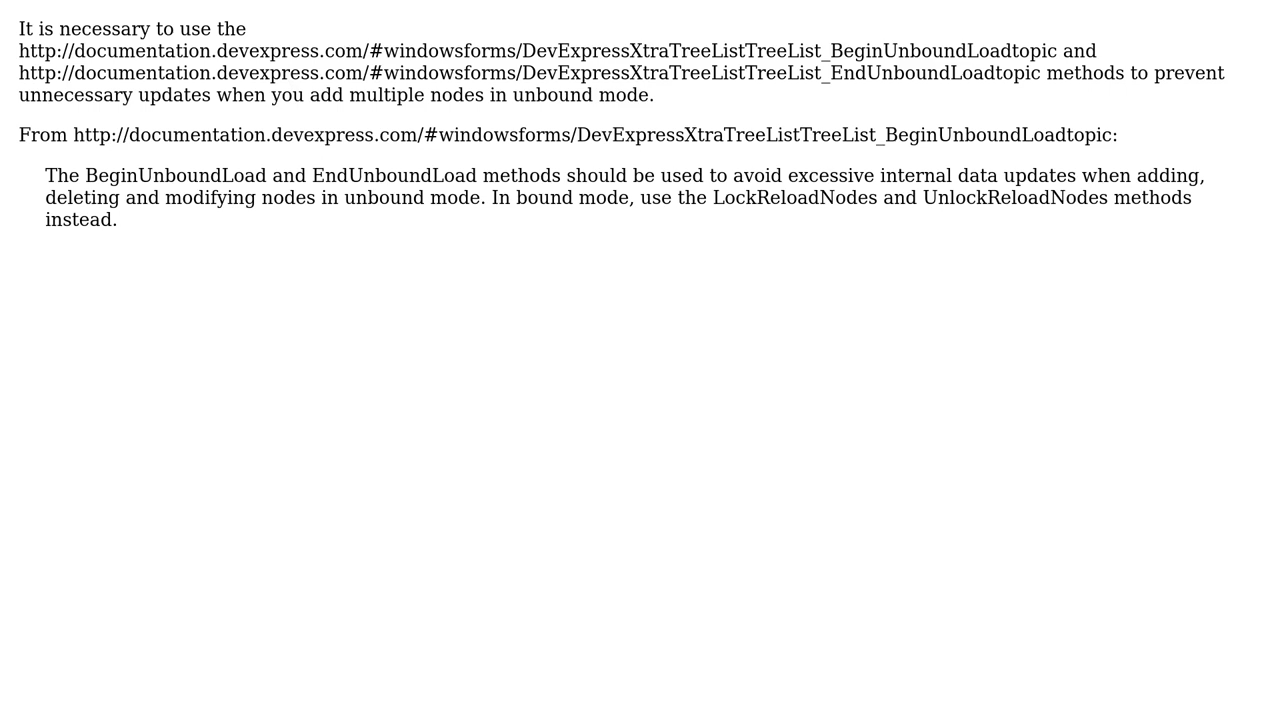 It is necessary to use the
http://documentation.devexpress.com/#windowsforms/DevExpressXtraTreeListTreeList_BeginUnboundLoadtopic and
http://documentation.devexpress.com/#windowsforms/DevExpressXtraTreeListTreeList_EndUnboundLoadtopic methods to prevent
unnecessary updates when you add multiple nodes in unbound mode.
From http://documentation.devexpress.com/#windowsforms/DevExpressXtraTreeListTreeList_BeginUnboundLoadtopic:
The BeginUnboundLoad and EndUnboundLoad methods should be used to avoid excessive internal data updates when adding,
deleting and modifying nodes in unbound mode. In bound mode, use the LockReloadNodes and UnlockReloadNodes methods
instead.